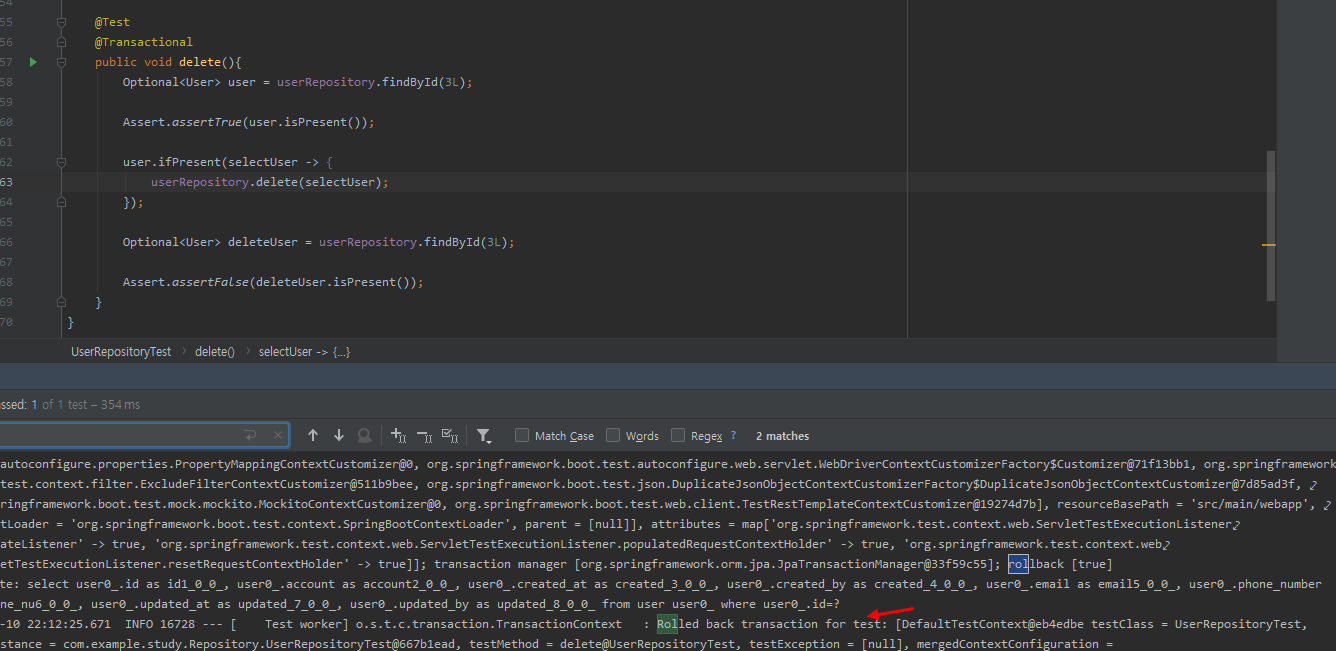 54
55 @Test
56 @Transactional
57 public void delete(){
58 Optional<User> user = userRepository.findById(3L);
59
60 Assert.assertTrue(user.isPresent());
61
62 user.ifPresent(selectUser -> {
63 userRepository.delete(selectUser);
64 });
65
66 Optional<User> deleteUser = userRepository.findById(3L);
67
68 Assert.assertFalse(deleteUser.isPresent());
69 }
70 }
UserRepositoryTest > delete() > selectUser -> {...}
assed: 1 of 1 test – 354 ms
Match Case Words Regex ? 2 matches
autoconfigure.properties.PropertyMappingContextCustomizer@0, org.springframework.boot.test.autoconfigure.web.servlet.WebDriverContextCustomizerFactory$Customizer@71f13bb1, org.springframework
test.context.filter.ExcludeFilterContextCustomizer@511b9bee, org.springframework.boot.test.json.DuplicateJsonObjectContextCustomizerFactory$DuplicateJsonObjectContextCustomizer@7d85ad3f,
ringframework.boot.test.mock.mockito.MockitoContextCustomizer@0, org.springframework.boot.test.web.client.TestRestTemplateContextCustomizer@19274d7b], resourceBasePath = 'src/main/webapp',
tLoader = 'org.springframework.boot.test.context.SpringBootContextLoader', parent = [null]], attributes = map['org.springframework.test.context.web.ServletTestExecutionListener
ateListener' -> true, 'org.springframework.test.context.web.ServletTestExecutionListener.populatedRequestContextHolder' -> true, 'org.springframework.test.context.web
etTestExecutionListener.resetRequestContextHolder' -> true]]; transaction manager [org.springframework.orm.jpa.JpaTransactionManager@33f59c55]; rollback [true]
te: select user0_.id as id1_0_0_, user0_.account as account2_0_0_, user0_.created_at as created_3_0_0_, user0_.created_by as created_4_0_0_, user0_.email as email5_0_0_, user0_.phone_number
ne_nu6_0_0_, user0_.updated_at as updated_7_0_0_, user0_.updated_by as updated_8_0_0_ from user user0_ where user0_.id=?
-10 22:12:25.671 INFO 16728 --- [ Test worker] o.s.t.c.transaction.TransactionContext : Rolled back transaction for test: [DefaultTestContext@eb4edbe testClass = UserRepositoryTest,
stance = com.example.study.Repository.UserRepositoryTest@667b1ead, testMethod = delete@UserRepositoryTest, testException = [null], mergedContextConfiguration =